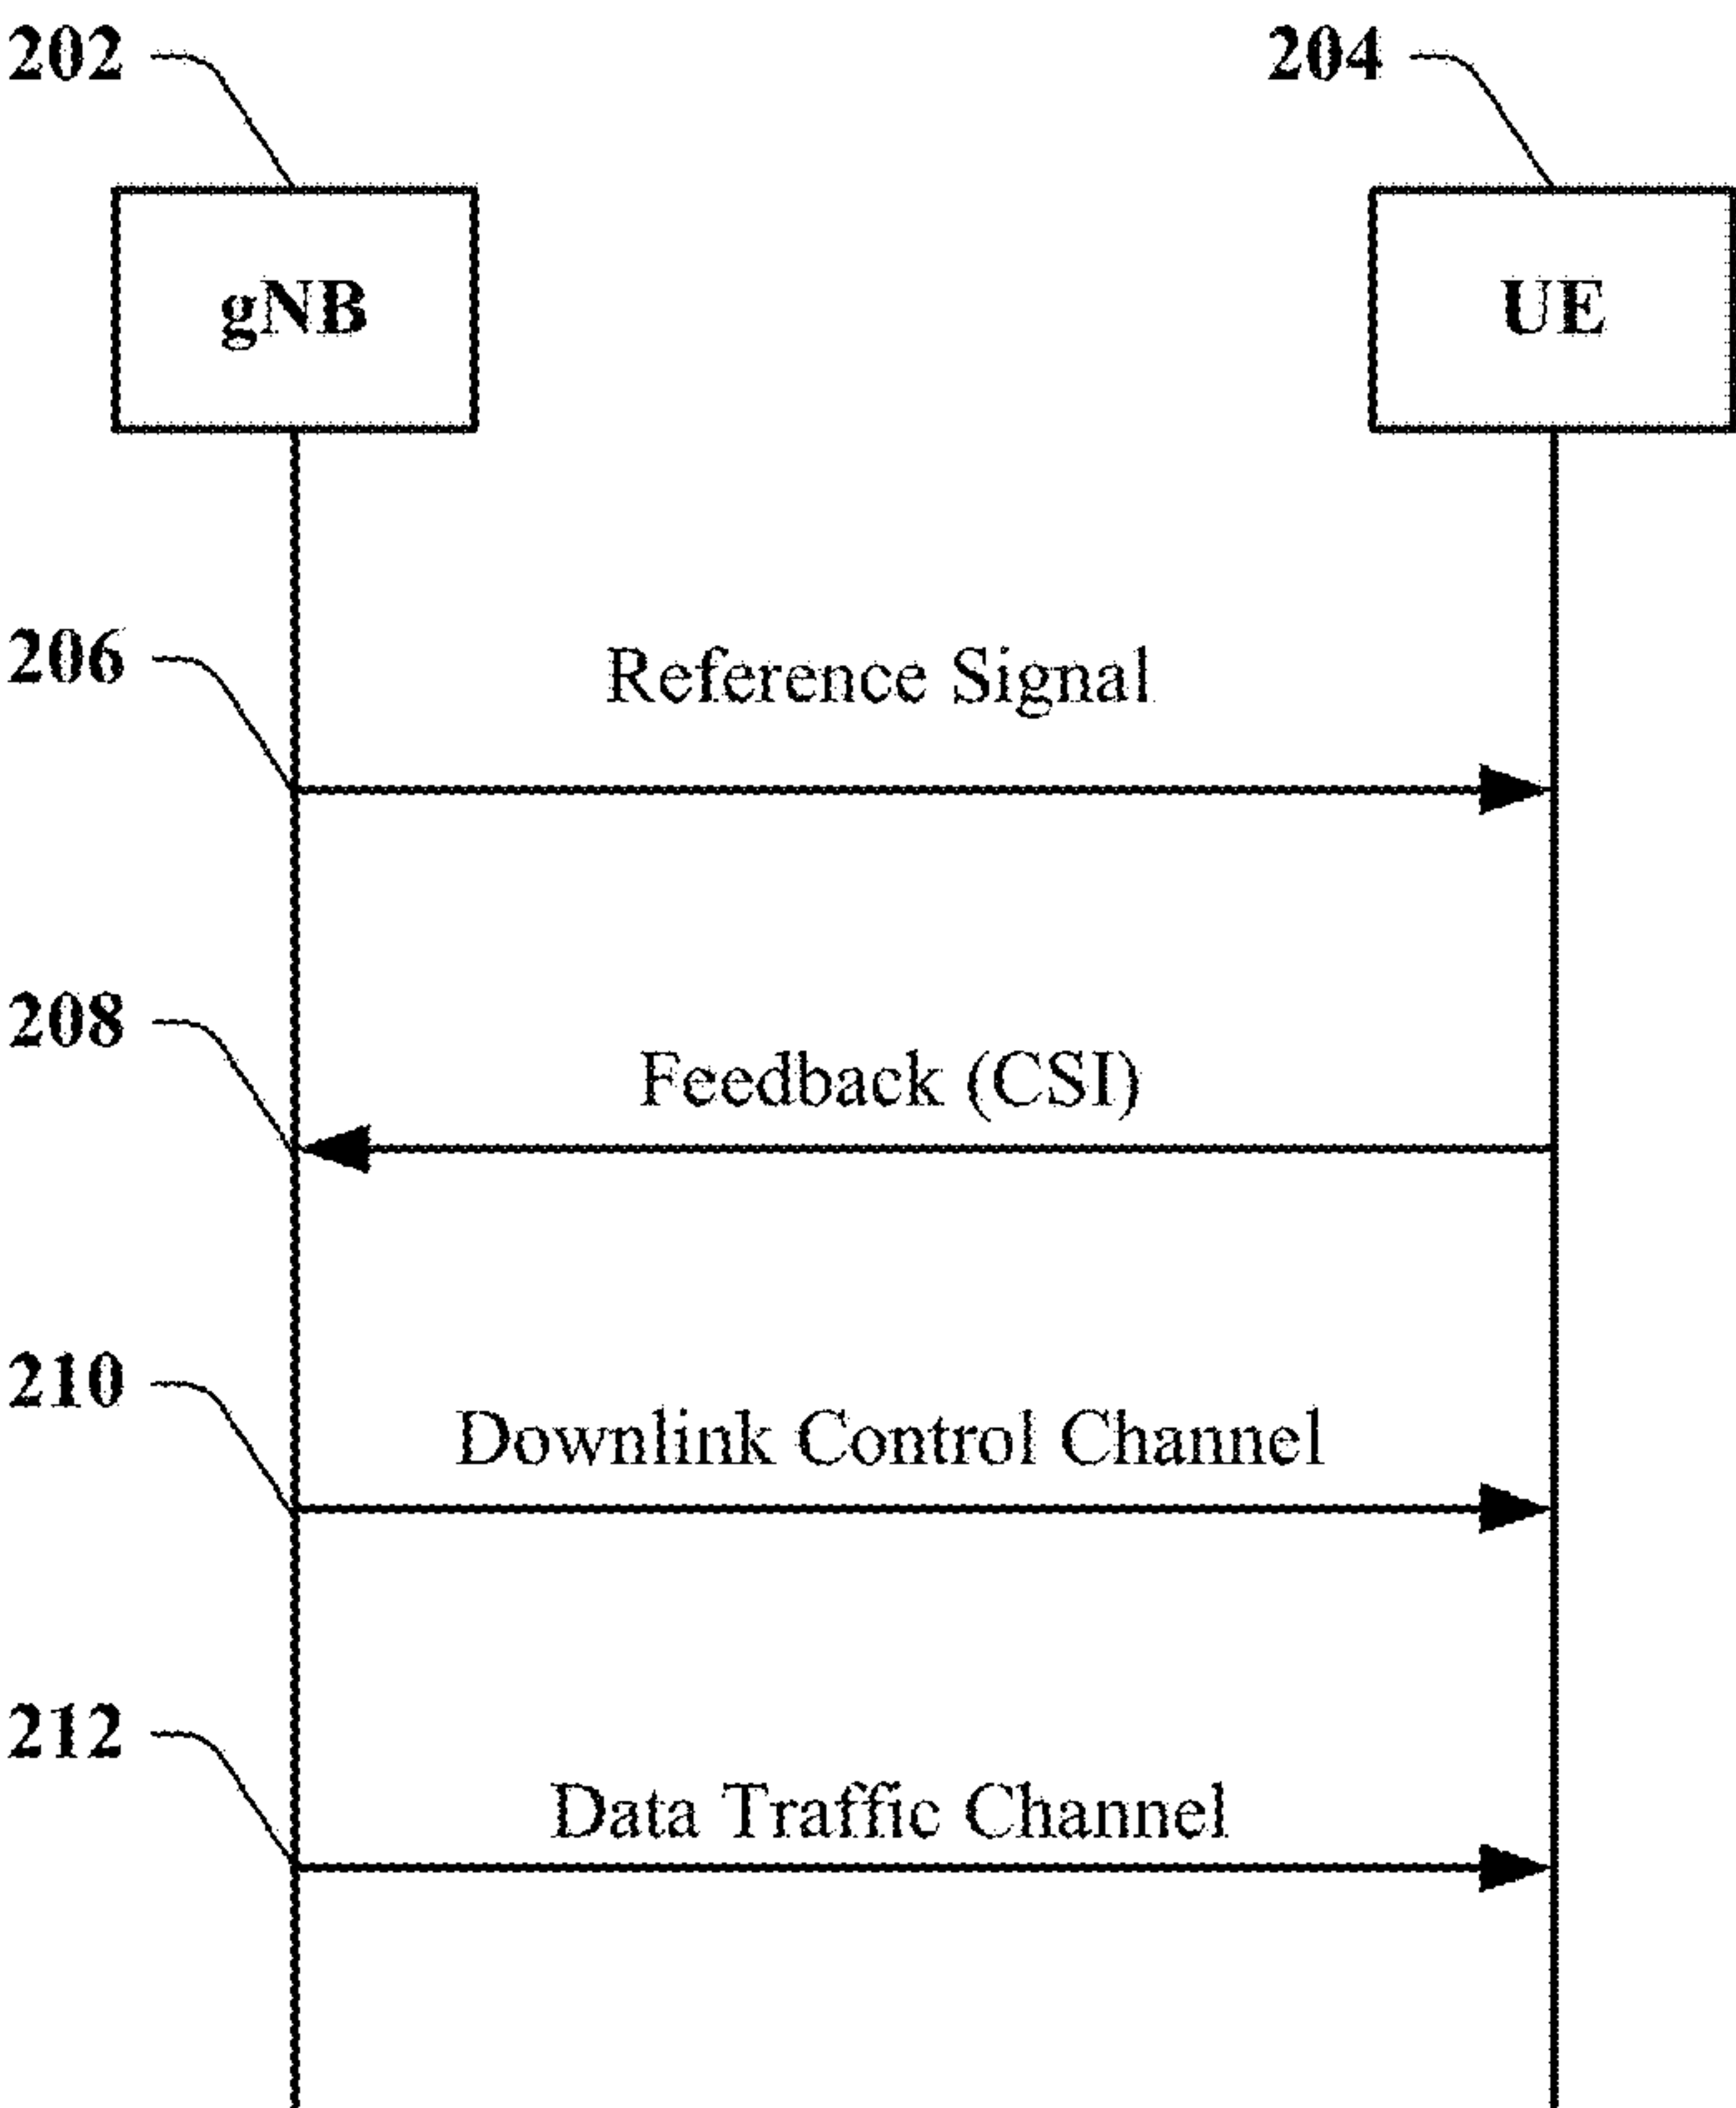 202
204
gNB
UE
206
Reference Signal
208
Feedback (CSI)
210
Downlink Control Channel
212
Data Traffic Channel